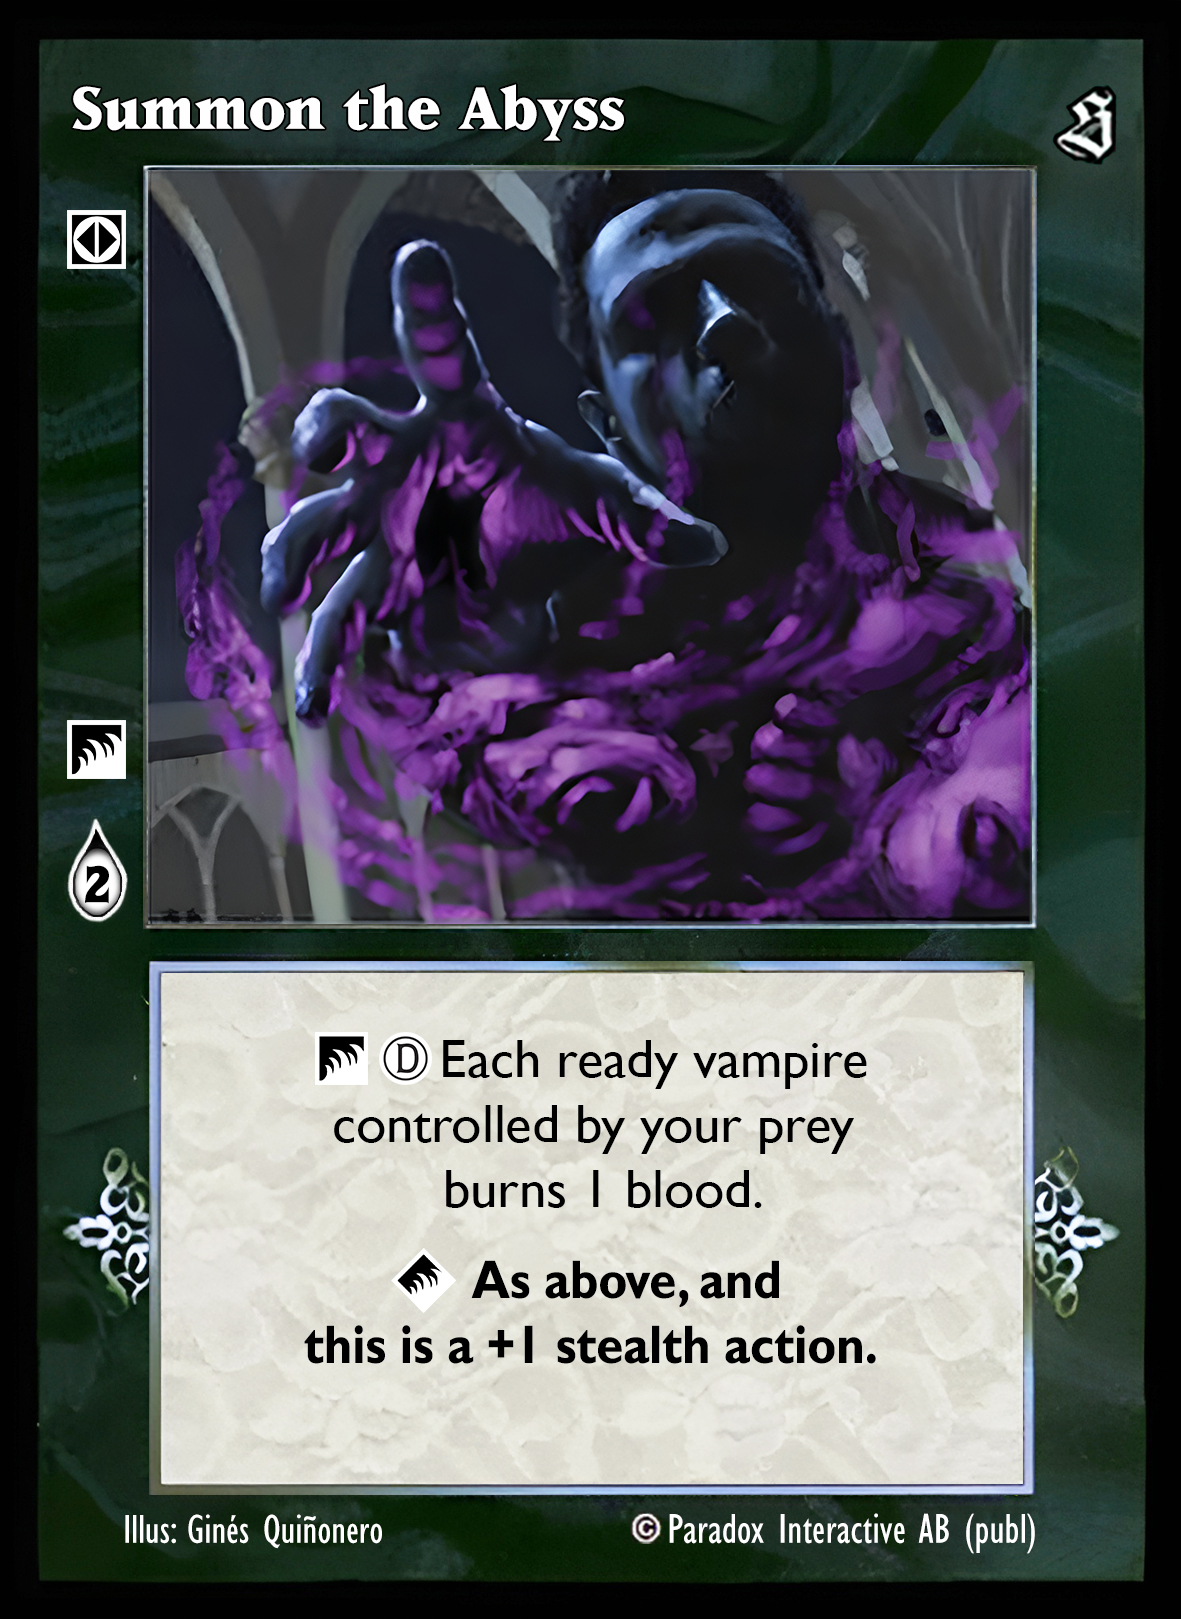 Summon the Abyss
2
D Each ready vampire
controlled by your prey
burns 1 blood.
As above, and
this is a +1 stealth action.
Illus: Ginés Quiñonero
© Paradox Interactive AB (publ)